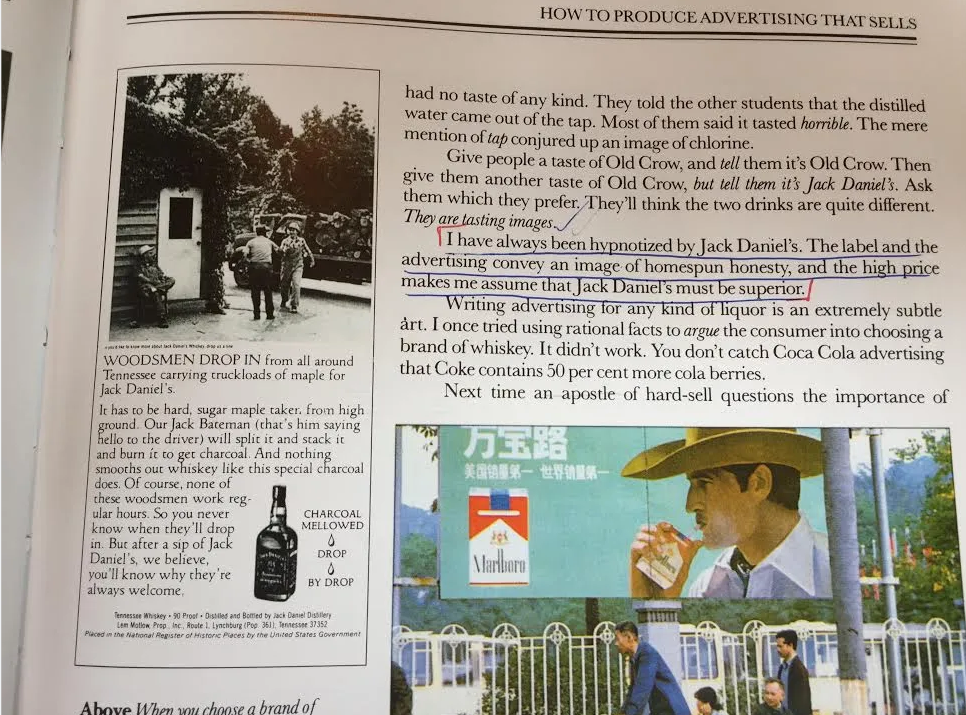 HOW TO PRODUCE ADVERTISING THAT SELLS
WOODSMEN DROP IN from all around
Tennessee carrying truckloads of maple for
Jack Daniel's.
It has to be hard, sugar maple taken from high
ground. Our Jack Bateman (that's him saying
hello to the driver) will split it and stack it
and burn it to get charcoal. And nothing
smooths out whiskey like this special charcoal
does. Of course, none of
these woodsmen work reg-
ular hours. So you never
know when they'll drop
in. But after a sip of Jack
Daniel's, we believe,
you'll know why they're
always welcome.
CHARCOAL
MELLOWED
DROP
BY DROP
Tennessee Whiskey • 90 Proof • Distilled and Bottled by Jack Daniel Distillery
Lem Motlow, Prop., Inc., Route 1, Lynchburg (Pop. 361), Tennessee 37352
Placed in the National Register of Historic Places by the United States Government
Above When you choose a brand of
had no taste of any kind. They told the other students that the distilled
water came out of the tap. Most of them said it tasted horrible. The mere
mention of tap conjured up an image of chlorine.
Give people a taste of Old Crow, and tell them it's Old Crow. Then
give them another taste of Old Crow, but tell them it's Jack Daniel's. Ask
them which they prefer. They'll think the two drinks are quite different.
They are tasting images.
I have always been hypnotized by Jack Daniel's. The label and the
advertising convey an image of homespun honesty, and the high price
makes me assume that Jack Daniel's must be superior.
Writing advertising for any kind of liquor is an extremely subtle
art. I once tried using rational facts to argue the consumer into choosing a
brand of whiskey. It didn't work. You don't catch Coca Cola advertising
that Coke contains 50 per cent more cola berries.
Next time an apostle of hard-sell questions the importance of
万宝路
美国销量第一 世界销量第一
Marlboro
Marlboro